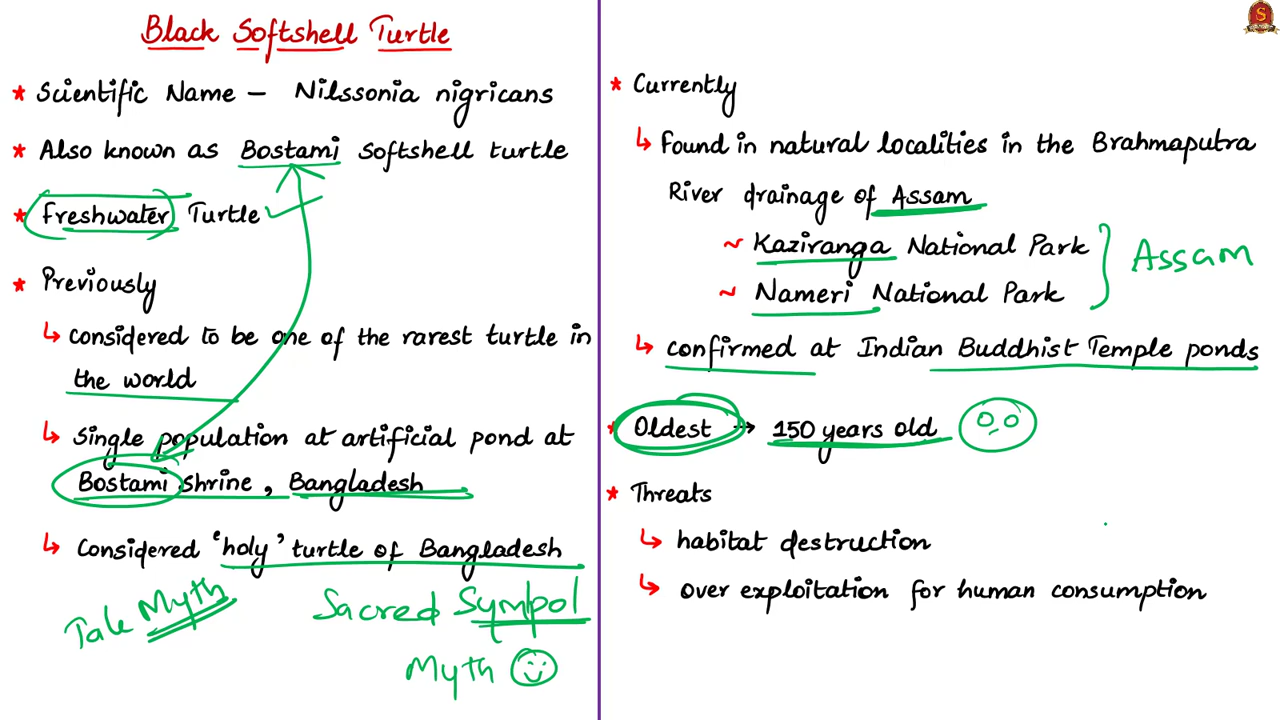 Black Softshell Turtle
* Scientific Name – Nilssonia nigricans
* Also known as Bostami softshell turtle
* Freshwater Turtle
* Previously
↳ considered to be one of the rarest turtle in
the world
↳ Single population at artificial pond at
Bostami shrine, Bangladesh
↳ Considered 'holy' turtle of Bangladesh
Tale Myth
Sacred Sympol
Myth
* Currently
↳ Found in natural localities in the Brahmaputra
River drainage of Assam
~ Kaziranga National Park
~ Nameri National Park
Assam
↳ confirmed at Indian Buddhist Temple ponds
* Oldest → 150 years old
* Threats
↳ habitat destruction
↳ over exploitation for human consumption
S